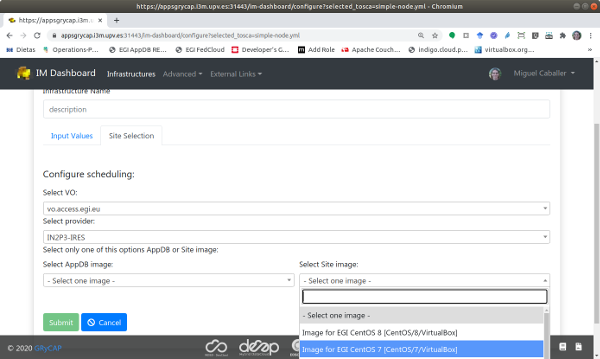 https://appsgrycap.i3m.upv.es:31443/im-dashboard/configure?selected_tosca=simple-node.yml - Chromium
appsgrycap.i3m.upv.es:31443/im-dashboard/configure?selected_tosca=simple-node.yml
Dietas Operations-P... EGI AppDB RE... EGI FedCloud Developer's G... Add Role Apache Couch... indigo.cloud.p... virtualbox.org...
IM Dashboard Infrastructures Advanced External Links Miguel Caballer
Infrastructure Name
description
Input Values Site Selection
Configure scheduling:
Select VO:
vo.access.egi.eu
Select provider:
IN2P3-IRES
Select only one of this options AppDB or Site image:
Select AppDB image: Select Site image:
- Select one image - - Select one image -
- Select one image -
Submit Cancel
Image for EGI CentOS 8 [CentOS/8/VirtualBox]
© 2020 GRyCAP deep
Image for EGI CentOS 7 [CentOS/7/VirtualBox]